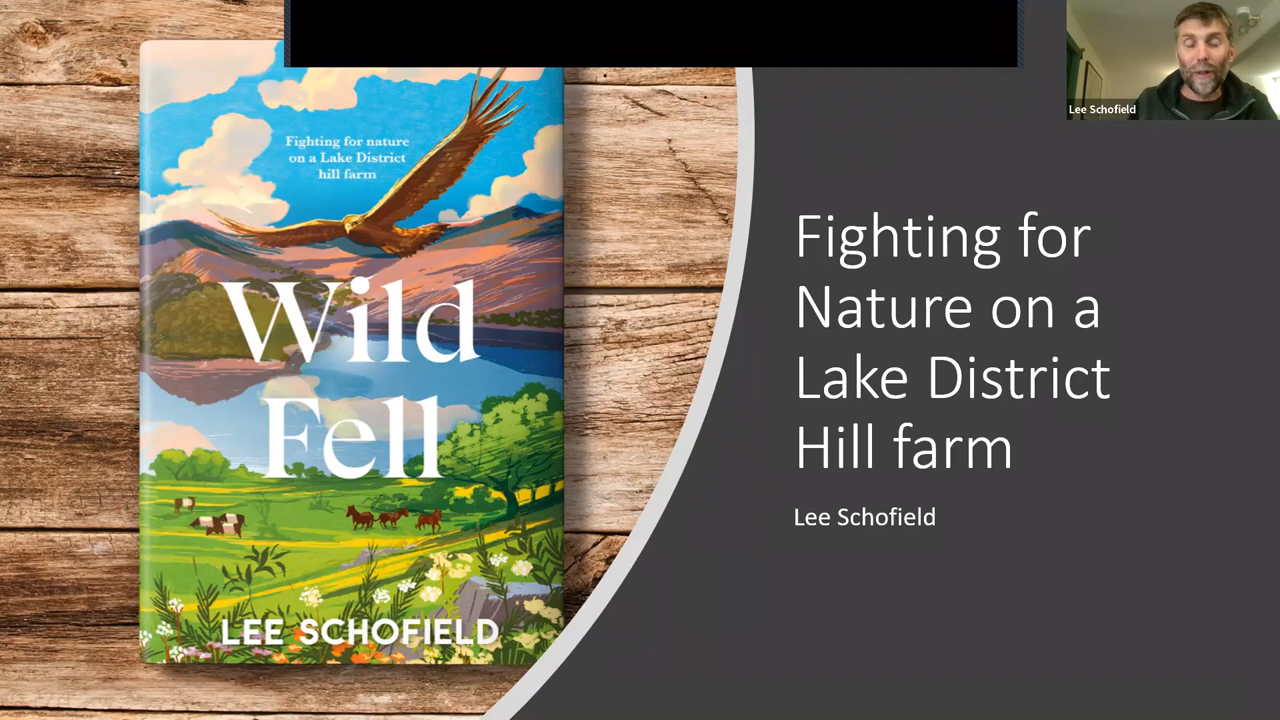 Fighting for nature
on a Lake District
hill farm
Wild
Fell
LEE SCHOFIELD
Fighting for
Nature on a
Lake District
Hill farm
Lee Schofield
Lee Schofield